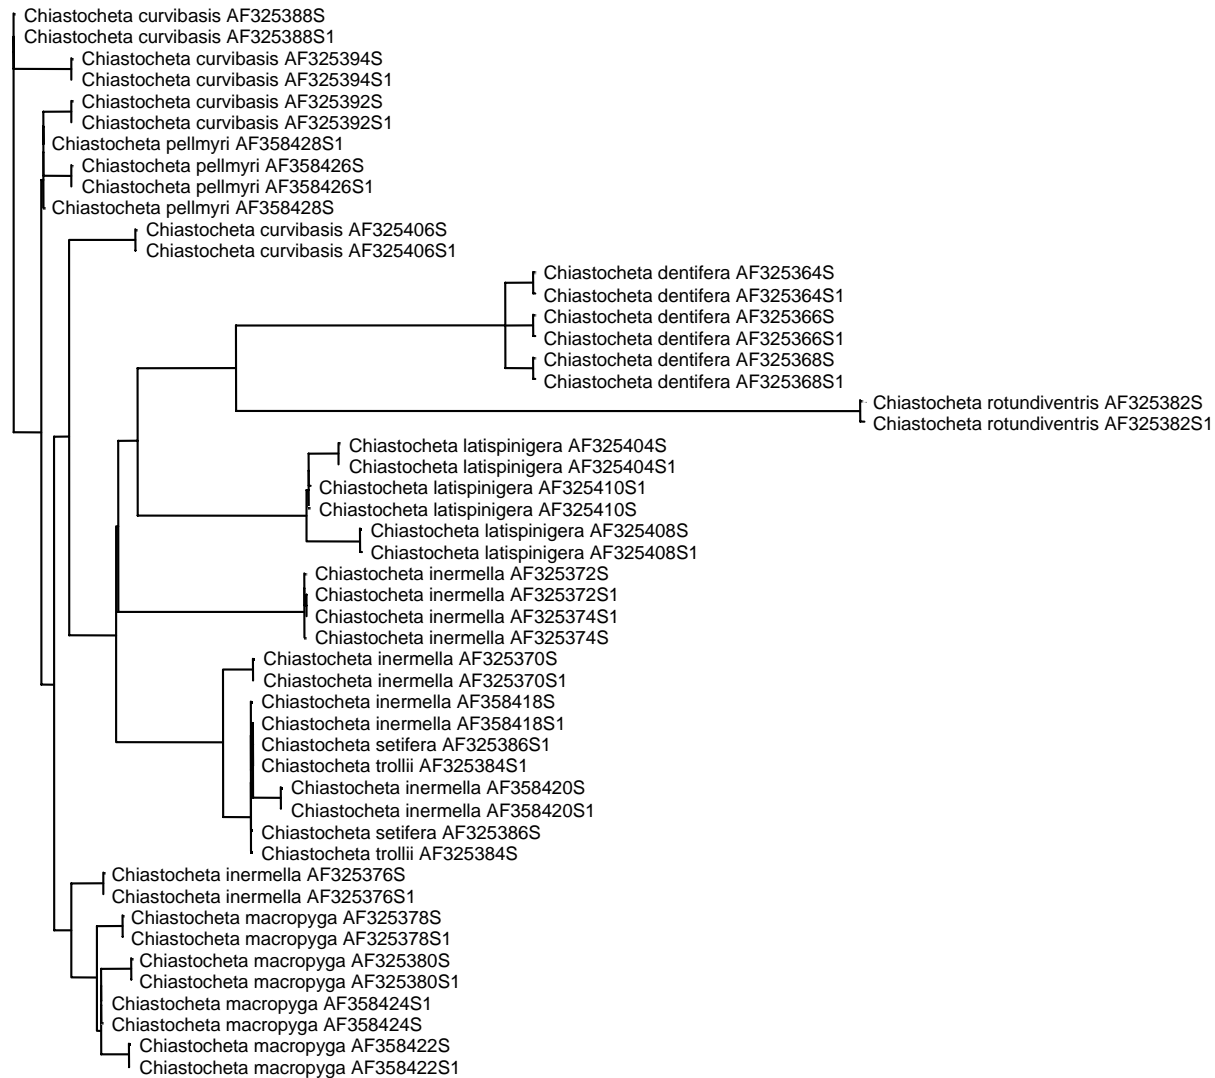 Chiastocheta curvibasis AF325388S
Chiastocheta curvibasis AF325388S1
Chiastocheta curvibasis AF325394S
Chiastocheta curvibasis AF325394S1
Chiastocheta curvibasis AF325392S
Chiastocheta curvibasis AF325392S1
Chiastocheta pellmyri AF358428S1
Chiastocheta pellmyri AF358426S
Chiastocheta pellmyri AF358426S1
Chiastocheta pellmyri AF358428S
Chiastocheta curvibasis AF325406S
Chiastocheta curvibasis AF325406S1
Chiastocheta dentifera AF325364S
Chiastocheta dentifera AF325364S1
Chiastocheta dentifera AF325366S
Chiastocheta dentifera AF325366S1
Chiastocheta dentifera AF325368S
Chiastocheta dentifera AF325368S1
Chiastocheta rotundiventris AF325382S
Chiastocheta rotundiventris AF325382S1
Chiastocheta latispinigera AF325404S
Chiastocheta latispinigera AF325404S1
Chiastocheta latispinigera AF325410S1
Chiastocheta latispinigera AF325410S
Chiastocheta latispinigera AF325408S
Chiastocheta latispinigera AF325408S1
Chiastocheta inermella AF325372S
Chiastocheta inermella AF325372S1
Chiastocheta inermella AF325374S1
Chiastocheta inermella AF325374S
Chiastocheta inermella AF325370S
Chiastocheta inermella AF325370S1
Chiastocheta inermella AF358418S
Chiastocheta inermella AF358418S1
Chiastocheta setifera AF325386S1
Chiastocheta trollii AF325384S1
Chiastocheta inermella AF358420S
Chiastocheta inermella AF358420S1
Chiastocheta setifera AF325386S
Chiastocheta trollii AF325384S
Chiastocheta inermella AF325376S
Chiastocheta inermella AF325376S1
Chiastocheta macropyga AF325378S
Chiastocheta macropyga AF325378S1
Chiastocheta macropyga AF325380S
Chiastocheta macropyga AF325380S1
Chiastocheta macropyga AF358424S1
Chiastocheta macropyga AF358424S
Chiastocheta macropyga AF358422S
Chiastocheta macropyga AF358422S1